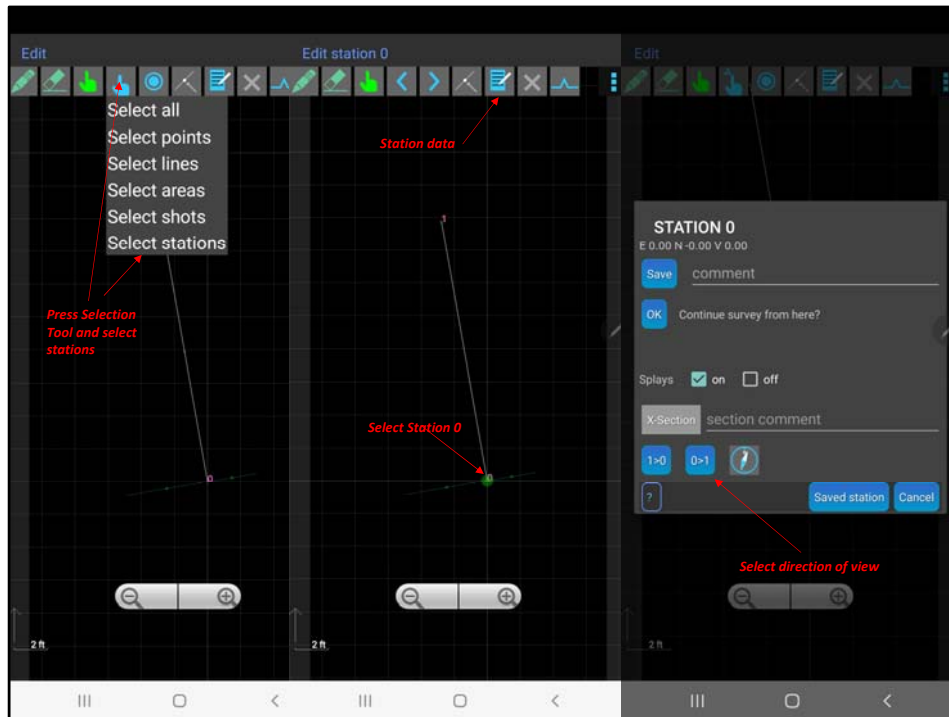 Edit
Select all
Select points
Select lines
Select areas
Select shots
Select stations
Press Selection
Tool and select
stations
0
2 ft
Edit station 0
Station data
1
Select Station 0
0
2 ft
Edit
STATION 0
E 0.00 N -0.00 V 0.00
Save comment
OK Continue survey from here?
Splays on off
X-Section section comment
1>0 0>1
? Saved station Cancel
Select direction of view
2 ft